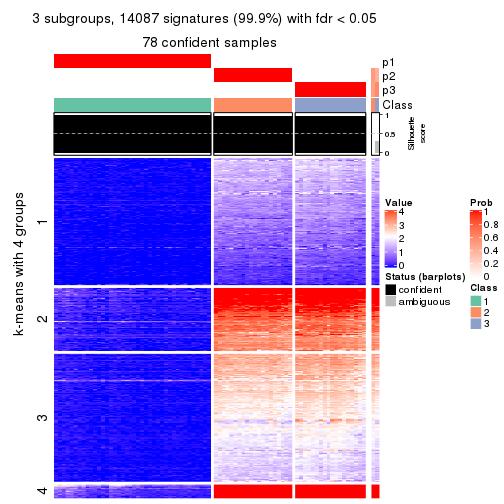 3 subgroups, 14087 signatures (99.9%) with fdr < 0.05
78 confident samples
p1
p2
p3
Class
1
0.5
0
Silhouette
score
k-means with 4 groups
1
2
3
4
Value
4
3
2
1
0
Status (barplots)
confident
ambiguous
Prob
1
0.8
0.6
0.4
0.2
0
Class
1
2
3